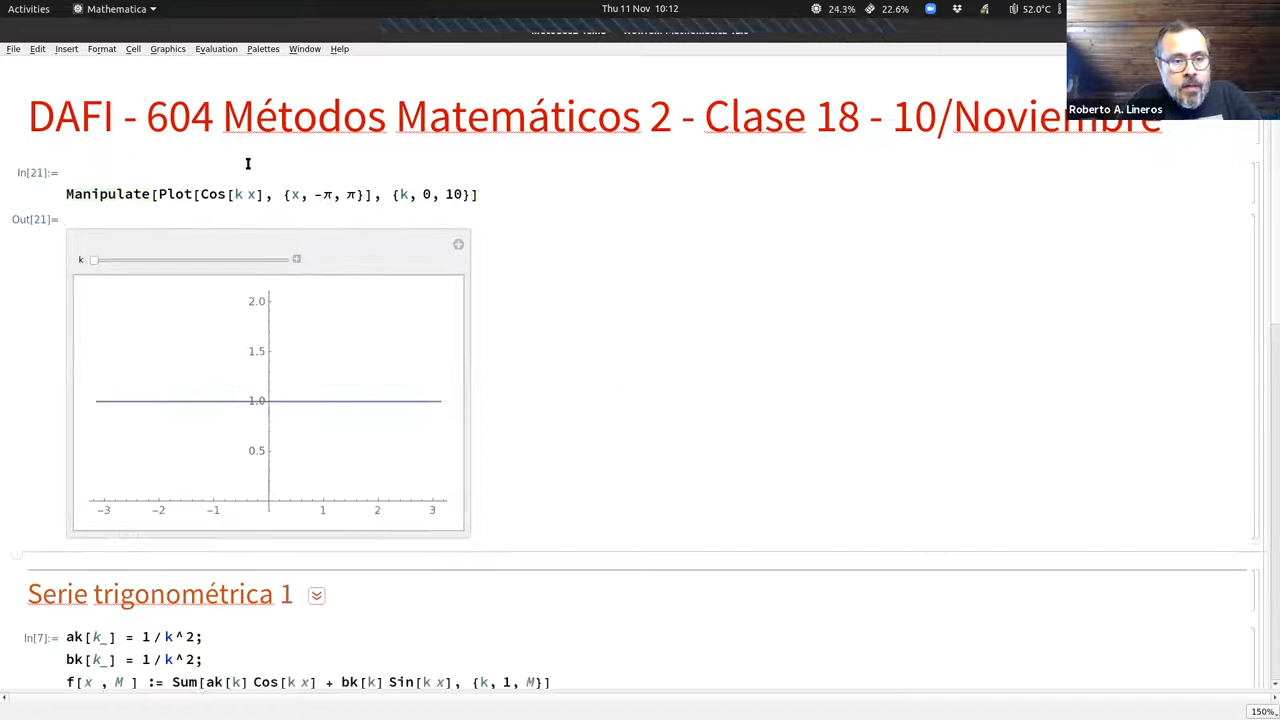 Activities Mathematica Thu 11 Nov 10:12 24.3% 22.6% 52.0°C
File Edit Insert Format Cell Graphics Evaluation Palettes Window Help
Roberto A. Lineros
DAFI - 604 Métodos Matemáticos 2 - Clase 18 - 10/Noviembre
In[21]:=
Manipulate[Plot[Cos[k x], {x, -π, π}], {k, 0, 10}]
Out[21]=
k
2.0
1.5
1.0
0.5
-3 -2 -1 1 2 3
Serie trigonométrica 1
In[7]:= ak[k_] = 1/k^2;
bk[k_] = 1/k^2;
f[x_, M_] := Sum[ak[k] Cos[k x] + bk[k] Sin[k x], {k, 1, M}]
150%